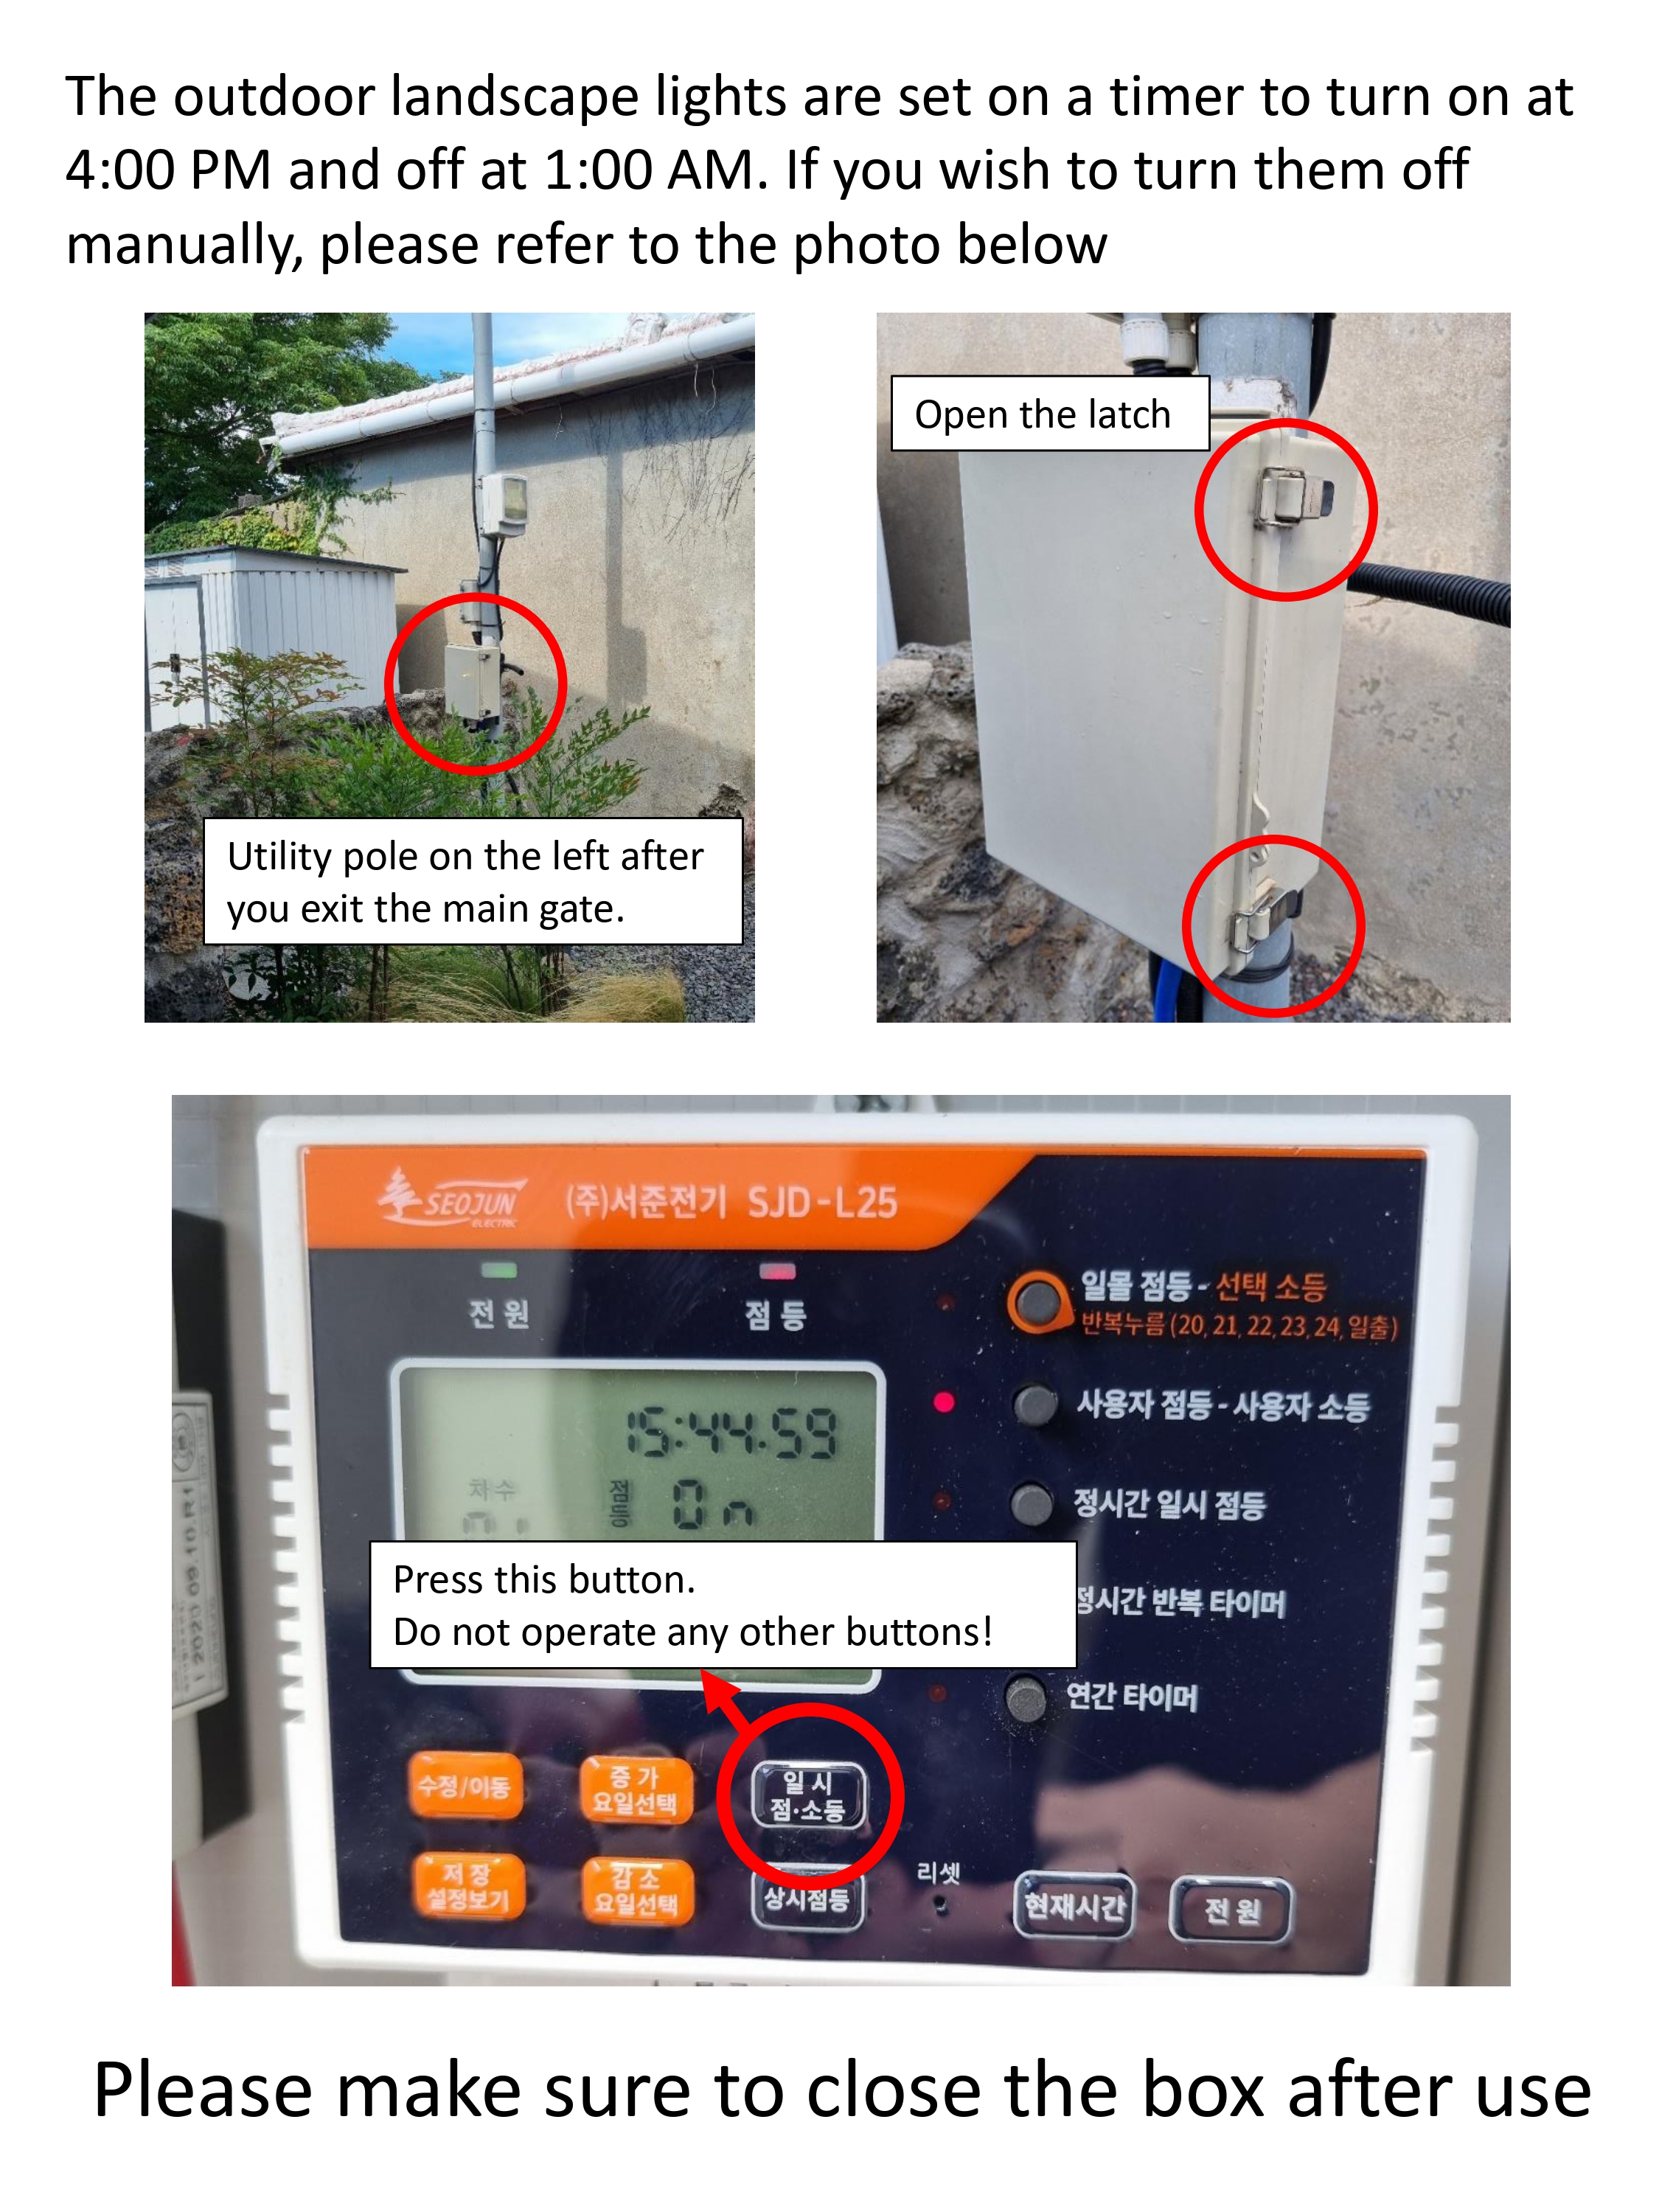 The outdoor landscape lights are set on a timer to turn on at
4:00 PM and off at 1:00 AM. If you wish to turn them off
manually, please refer to the photo below
Utility pole on the left after
you exit the main gate.
Open the latch
SEOJUN
ELECTRIC
(주)서준전기 SJD-L25
전원
점등
일몰 점등 - 선택 소등
반복누름 (20, 21, 22, 23, 24, 일출)
15:44.59
사용자 점등 - 사용자 소등
차수
점등
On
정시간 일시 점등
Press this button.
Do not operate any other buttons!
정시간 반복 타이머
연간 타이머
수정/이동
증가
요일선택
일시
점·소등
저장
설정보기
감소
요일선택
상시점등
리셋
현재시간
전원
Please make sure to close the box after use